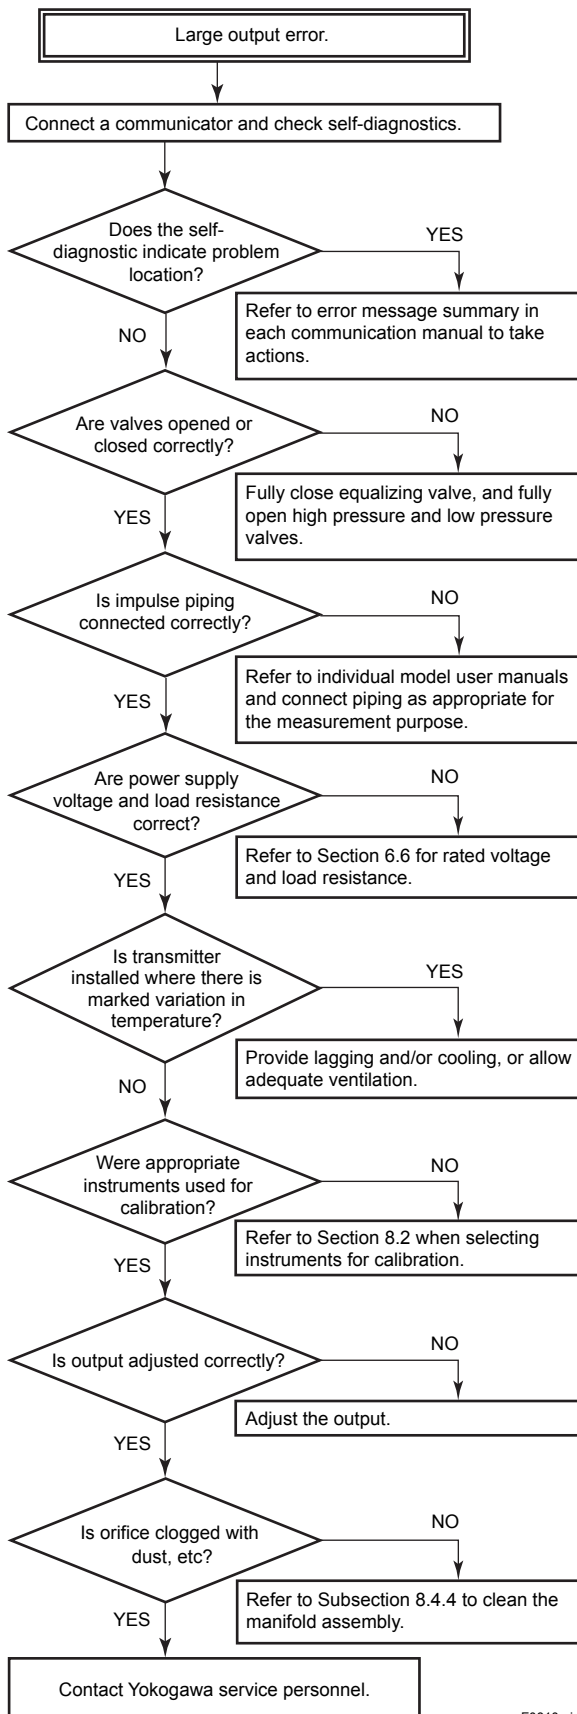 Large output error.
Connect a communicator and check self-diagnostics.
Does the self-
diagnostic indicate problem
location?
YES
Refer to error message summary in
each communication manual to take
actions.
NO
Are valves opened or
closed correctly?
NO
Fully close equalizing valve, and fully
open high pressure and low pressure
valves.
YES
Is impulse piping
connected correctly?
NO
Refer to individual model user manuals
and connect piping as appropriate for
the measurement purpose.
YES
Are power supply
voltage and load resistance
correct?
NO
Refer to Section 6.6 for rated voltage
and load resistance.
YES
Is transmitter
installed where there is
marked variation in
temperature?
YES
Provide lagging and/or cooling, or allow
adequate ventilation.
NO
Were appropriate
instruments used for
calibration?
NO
Refer to Section 8.2 when selecting
instruments for calibration.
YES
Is output adjusted correctly?
NO
Adjust the output.
YES
Is orifice clogged with
dust, etc?
NO
Refer to Subsection 8.4.4 to clean the
manifold assembly.
YES
Contact Yokogawa service personnel.